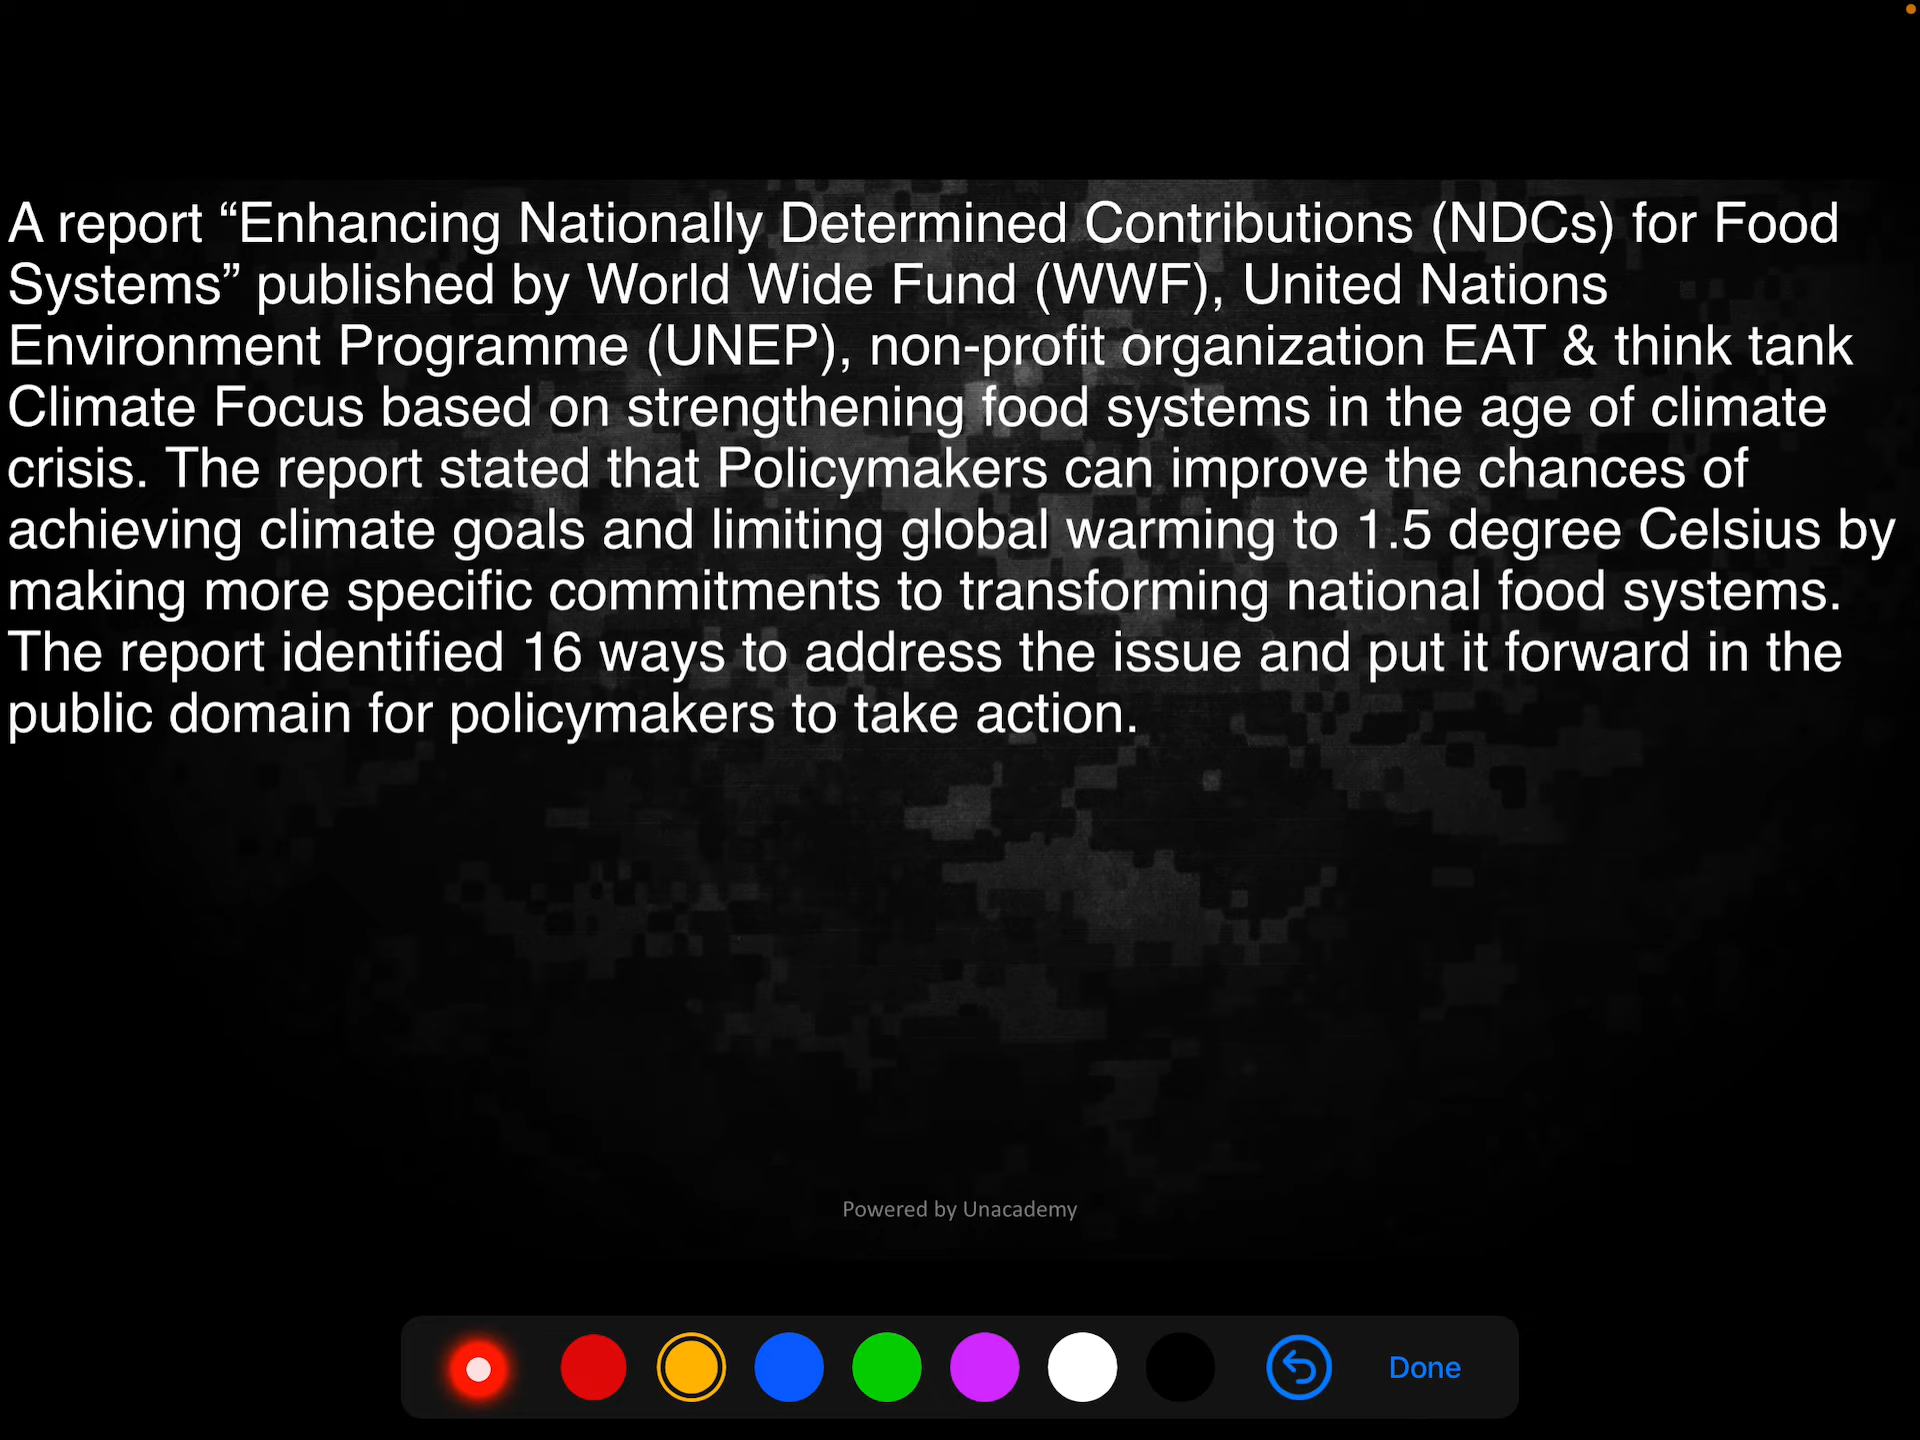 A report “Enhancing Nationally Determined Contributions (NDCs) for Food
Systems” published by World Wide Fund (WWF), United Nations
Environment Programme (UNEP), non-profit organization EAT & think tank
Climate Focus based on strengthening food systems in the age of climate
crisis. The report stated that Policymakers can improve the chances of
achieving climate goals and limiting global warming to 1.5 degree Celsius by
making more specific commitments to transforming national food systems.
The report identified 16 ways to address the issue and put it forward in the
public domain for policymakers to take action.
Powered by Unacademy
Done